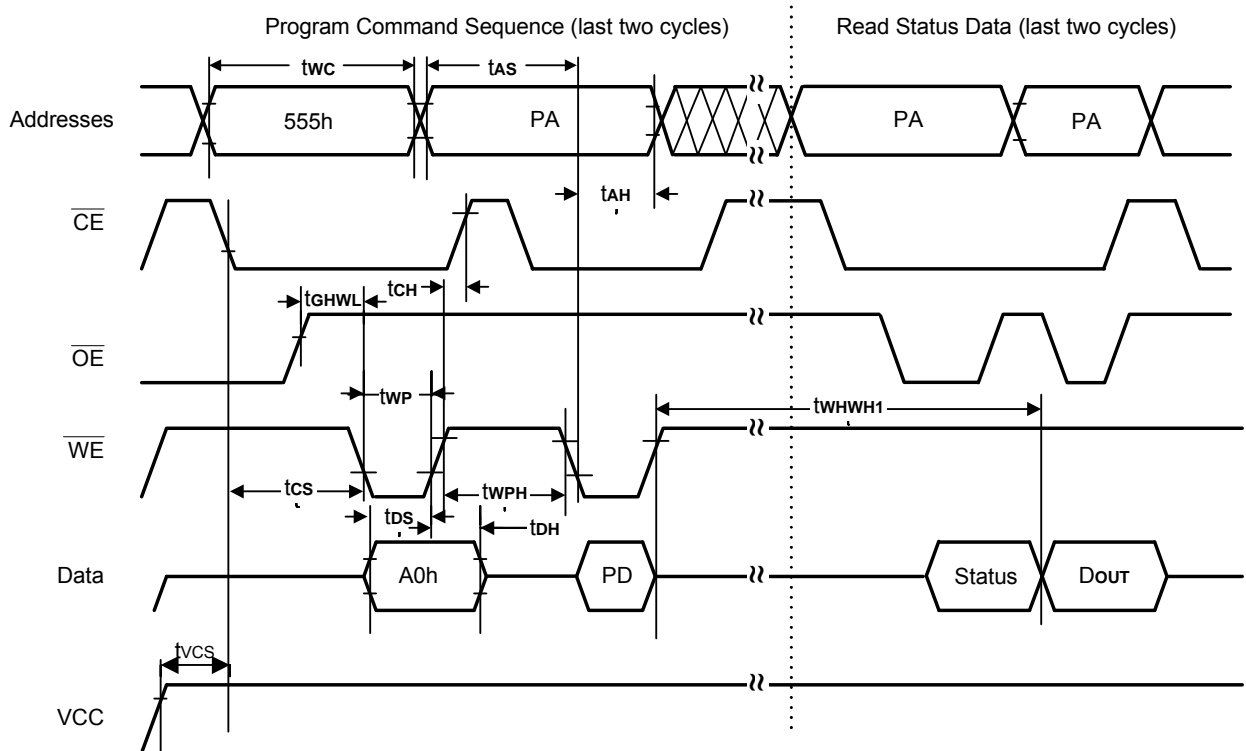 Program Command Sequence (last two cycles)
Read Status Data (last two cycles)
tWC
tAS
Addresses
555h
PA
PA
PA
tAH
CE
tGHWL
tCH
OE
tWP
tWHWH1
WE
tCS
tWPH
tDS
tDH
Data
A0h
PD
Status
DOUT
tVCS
VCC